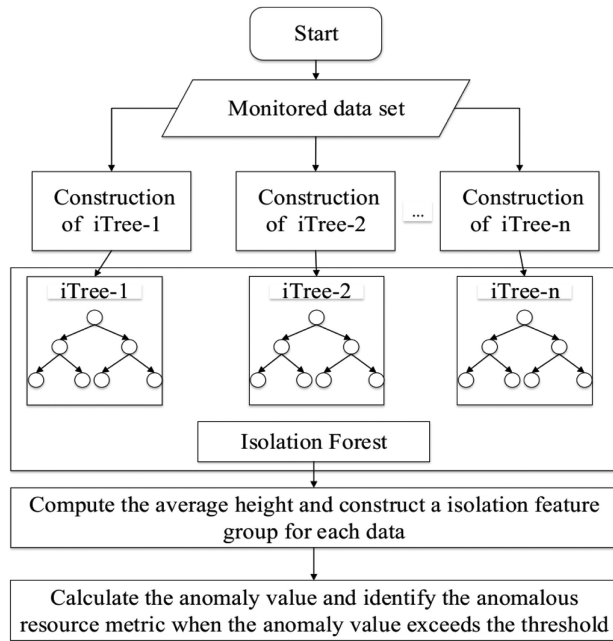 Start
Monitored data set
Construction
of iTree-1
Construction
of iTree-2
...
Construction
of iTree-n
iTree-1
iTree-2
iTree-n
Isolation Forest
Compute the average height and construct a isolation feature
group for each data
Calculate the anomaly value and identify the anomalous
resource metric when the anomaly value exceeds the threshold